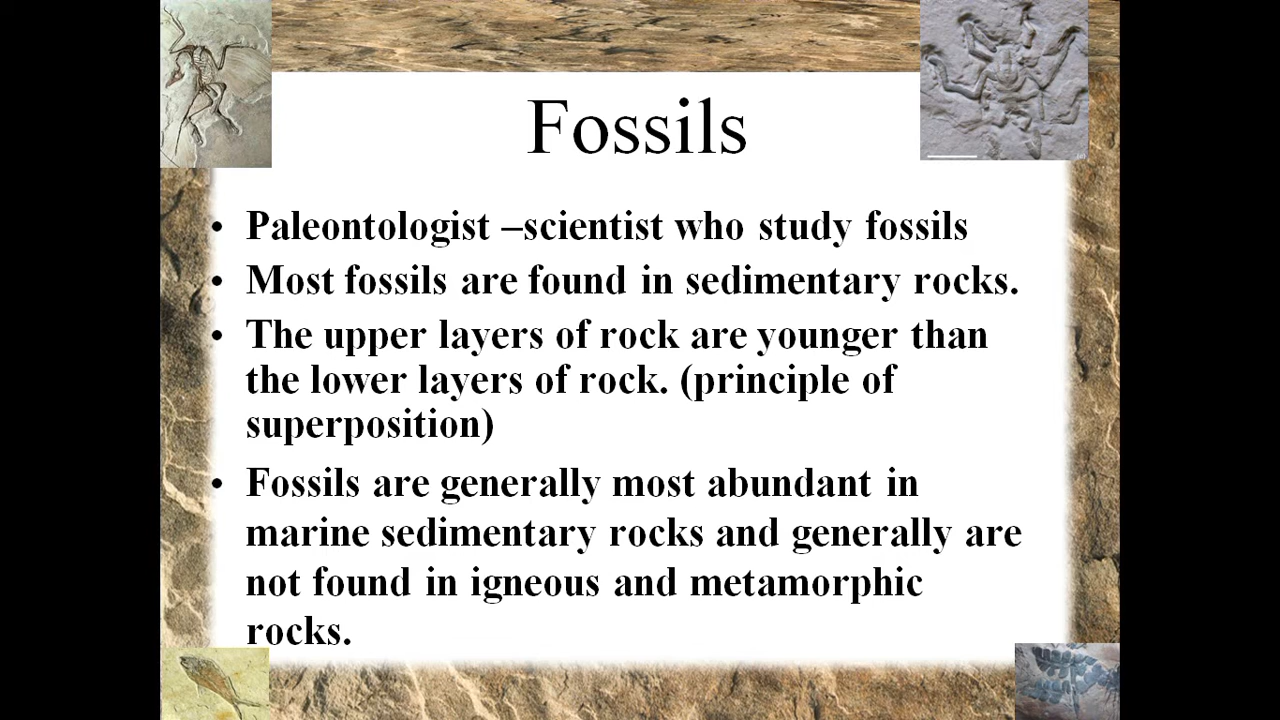 Fossils
• Paleontologist –scientist who study fossils
• Most fossils are found in sedimentary rocks.
• The upper layers of rock are younger than
the lower layers of rock. (principle of
superposition)
• Fossils are generally most abundant in
marine sedimentary rocks and generally are
not found in igneous and metamorphic
rocks.